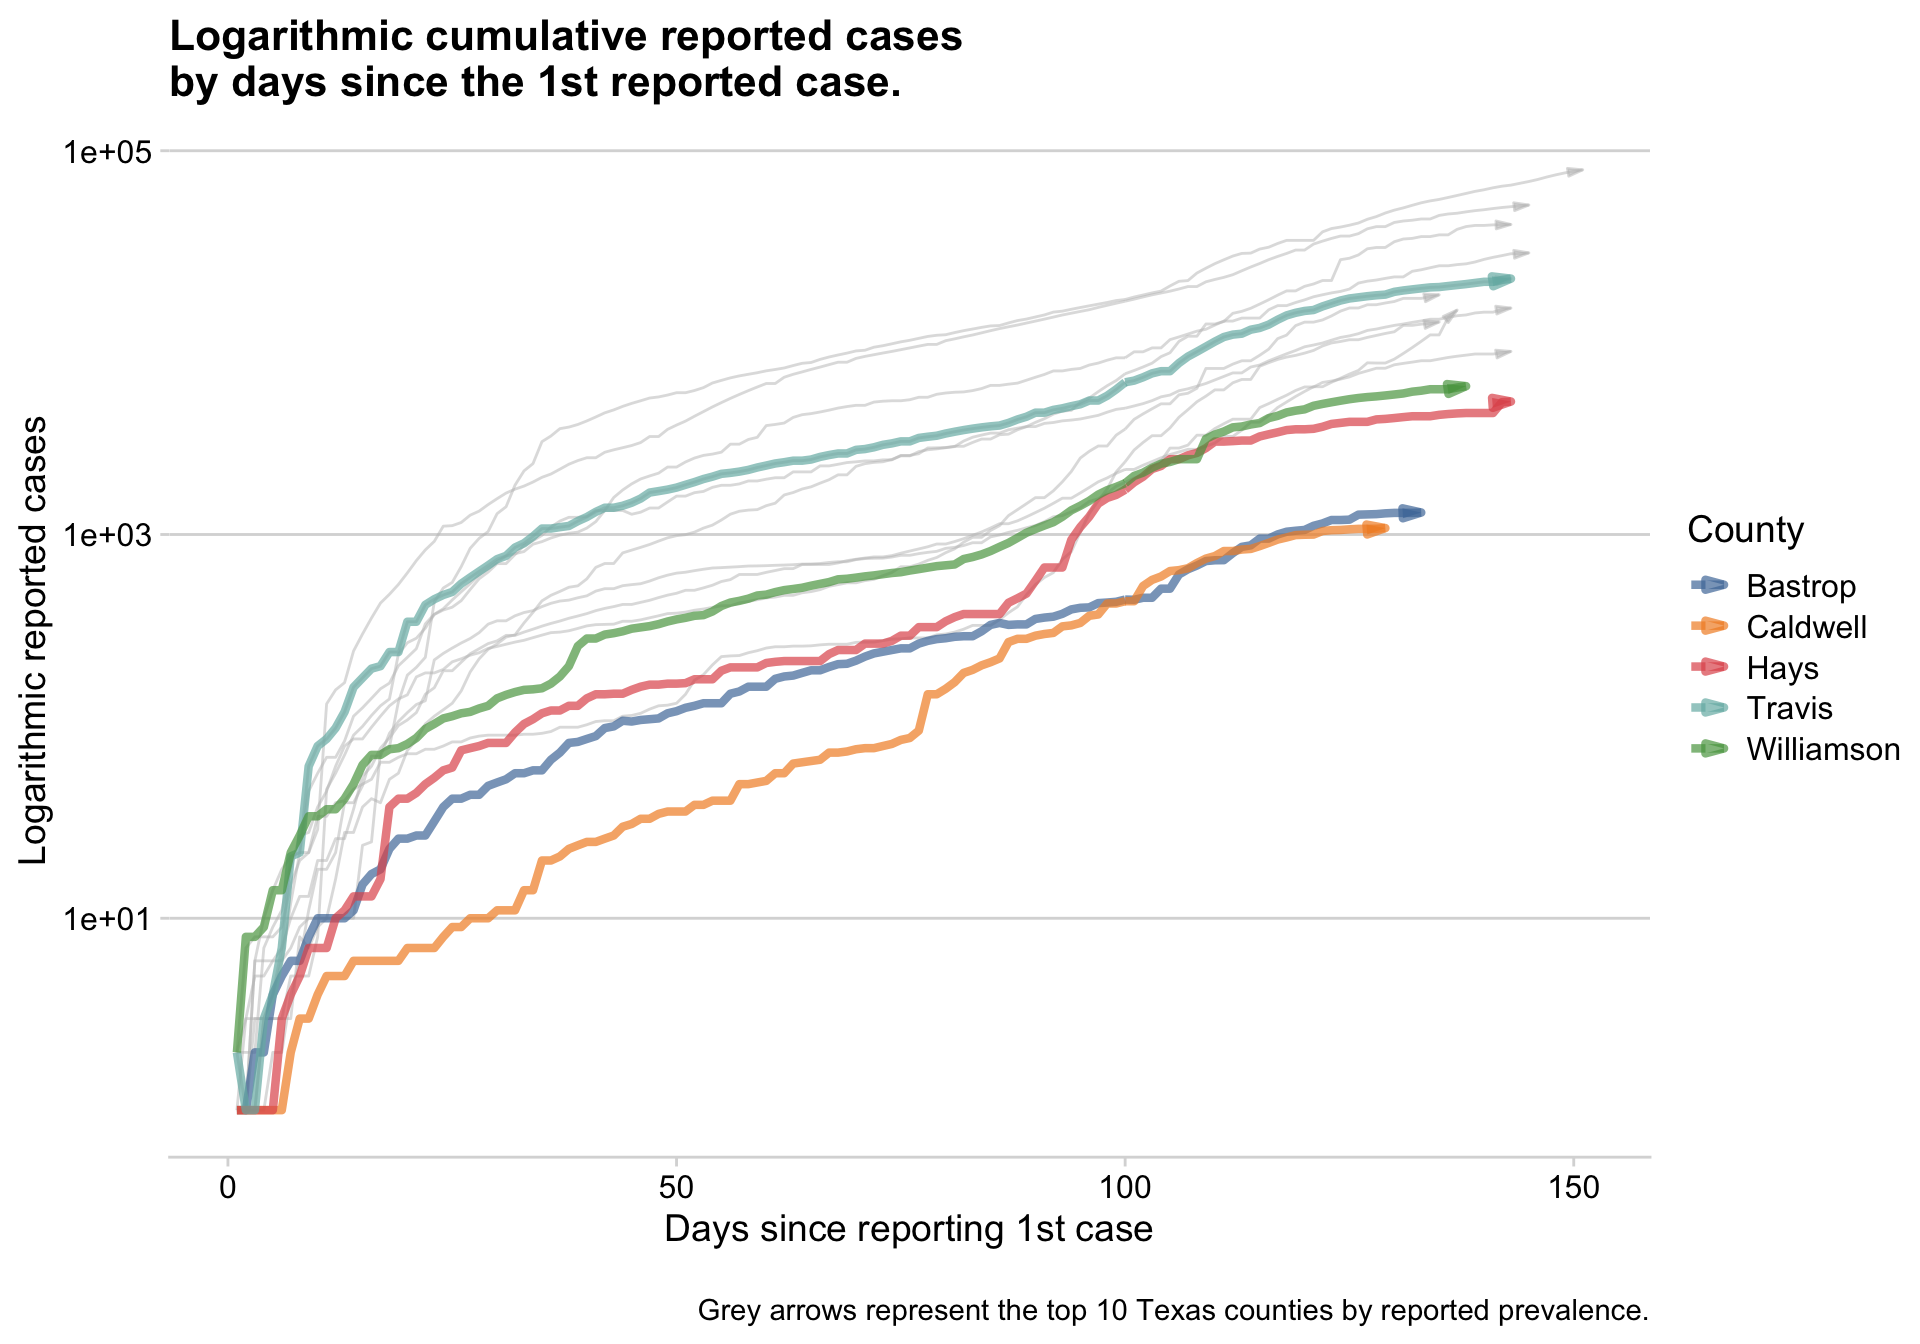 Logarithmic cumulative reported cases
by days since the 1st reported case.
1e+05
1e+03
1e+01
Logarithmic reported cases
0
50
100
150
Days since reporting 1st case
County
Bastrop
Caldwell
Hays
Travis
Williamson
Grey arrows represent the top 10 Texas counties by reported prevalence.